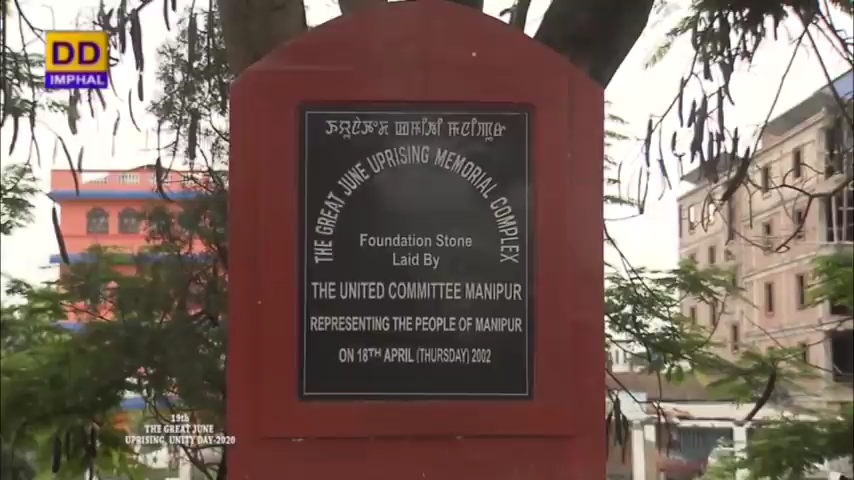 DD
IMPHAL
THE GREAT JUNE UPRISING MEMORIAL COMPLEX
Foundation Stone
Laid By
THE UNITED COMMITTEE MANIPUR
REPRESENTING THE PEOPLE OF MANIPUR
ON 18TH APRIL (THURSDAY) 2002
19th
THE GREAT JUNE
UPRISING, UNITY DAY-2020